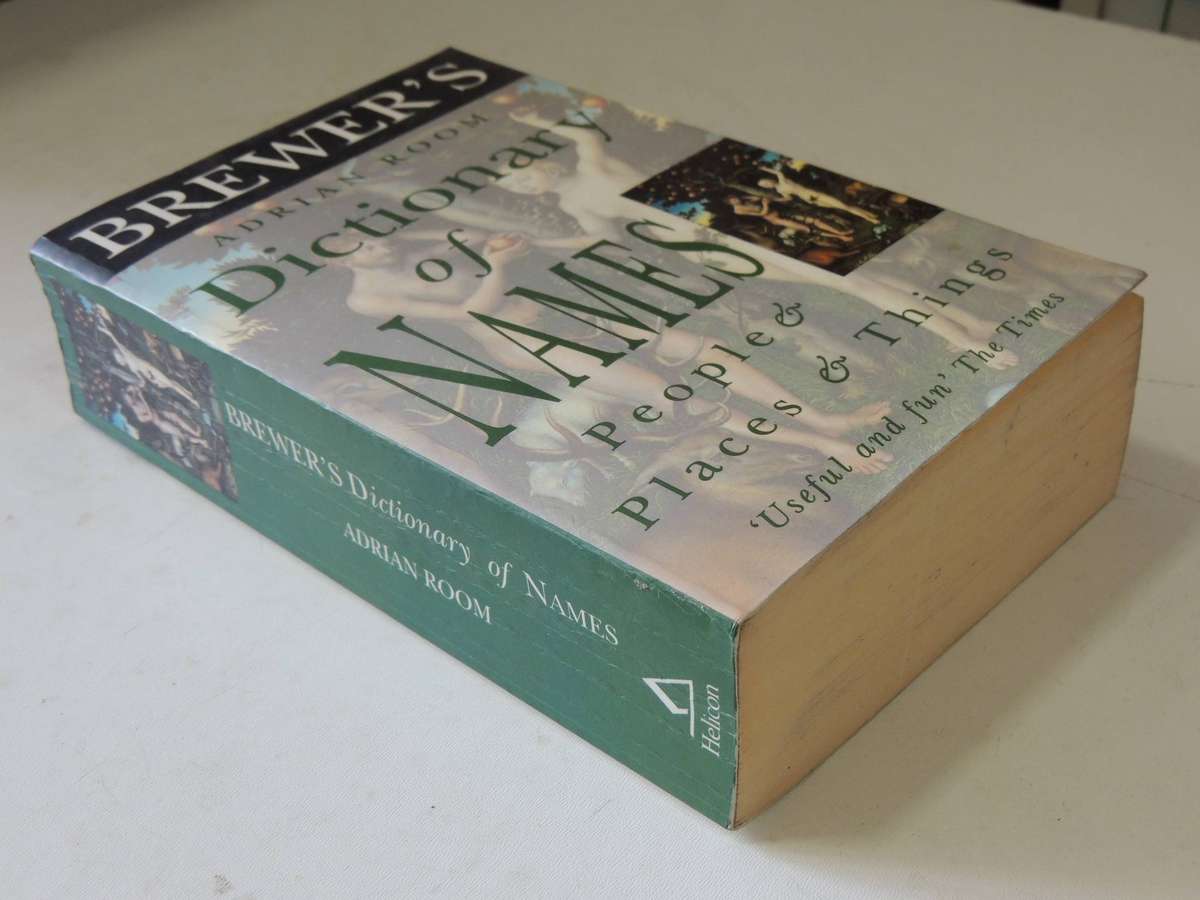 BREWER'S
ADRIAN ROOM
Dictionary
of
NAMES
People &
Places & Things
'Useful and fun' The Times
BREWER'S Dictionary of NAMES
ADRIAN ROOM
Helicon